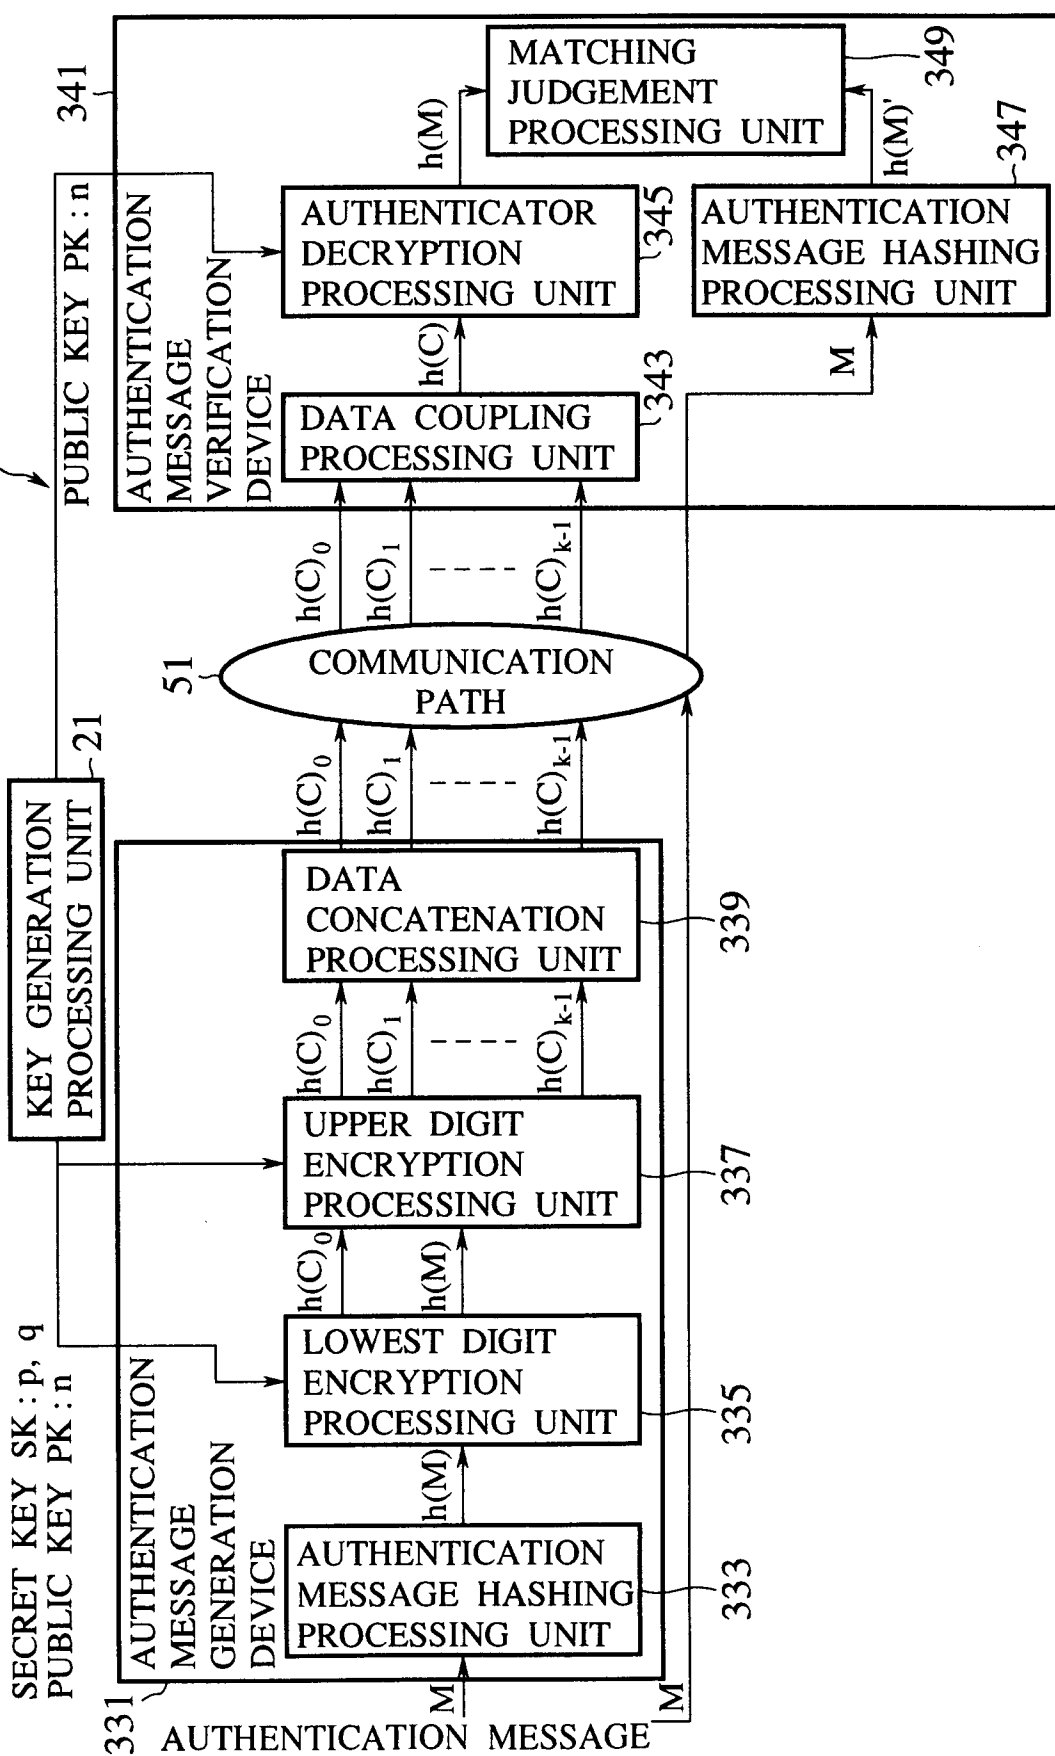 SECRET KEY SK : p, q
PUBLIC KEY PK : n
KEY GENERATION
PROCESSING UNIT
21
PUBLIC KEY PK : n
331
AUTHENTICATION
MESSAGE
GENERATION
DEVICE
AUTHENTICATION MESSAGE
M
M
AUTHENTICATION
MESSAGE HASHING
PROCESSING UNIT
333
h(M)
LOWEST DIGIT
ENCRYPTION
PROCESSING UNIT
335
h(C)0
h(M)
UPPER DIGIT
ENCRYPTION
PROCESSING UNIT
337
h(C)0
h(C)1
h(C)k-1
DATA
CONCATENATION
PROCESSING UNIT
339
h(C)0
h(C)1
h(C)k-1
51
COMMUNICATION
PATH
h(C)0
h(C)1
h(C)k-1
341
AUTHENTICATION
MESSAGE
VERIFICATION
DEVICE
DATA COUPLING
PROCESSING UNIT
343
h(C)
AUTHENTICATOR
DECRYPTION
PROCESSING UNIT
345
h(M)
M
AUTHENTICATION
MESSAGE HASHING
PROCESSING UNIT
347
h(M)'
MATCHING
JUDGEMENT
PROCESSING UNIT
349